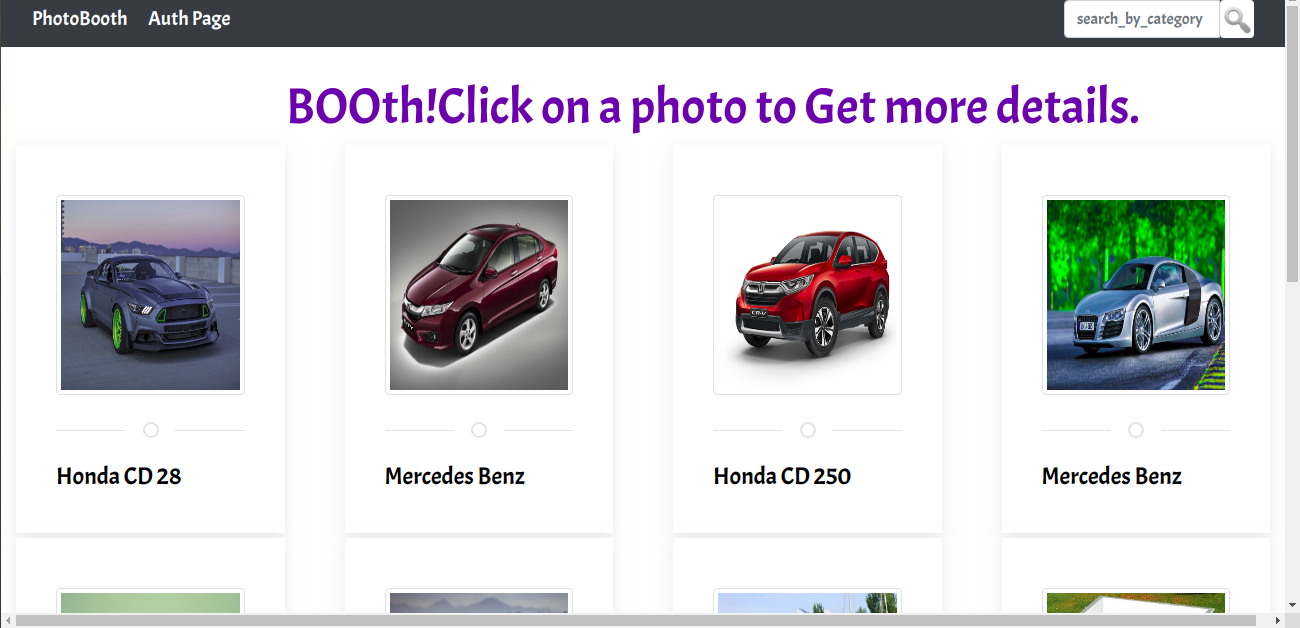 PhotoBooth Auth Page search_by_category
BOOth!Click on a photo to Get more details.
CR-V
Honda CD 28
Mercedes Benz
Honda CD 250
Mercedes Benz